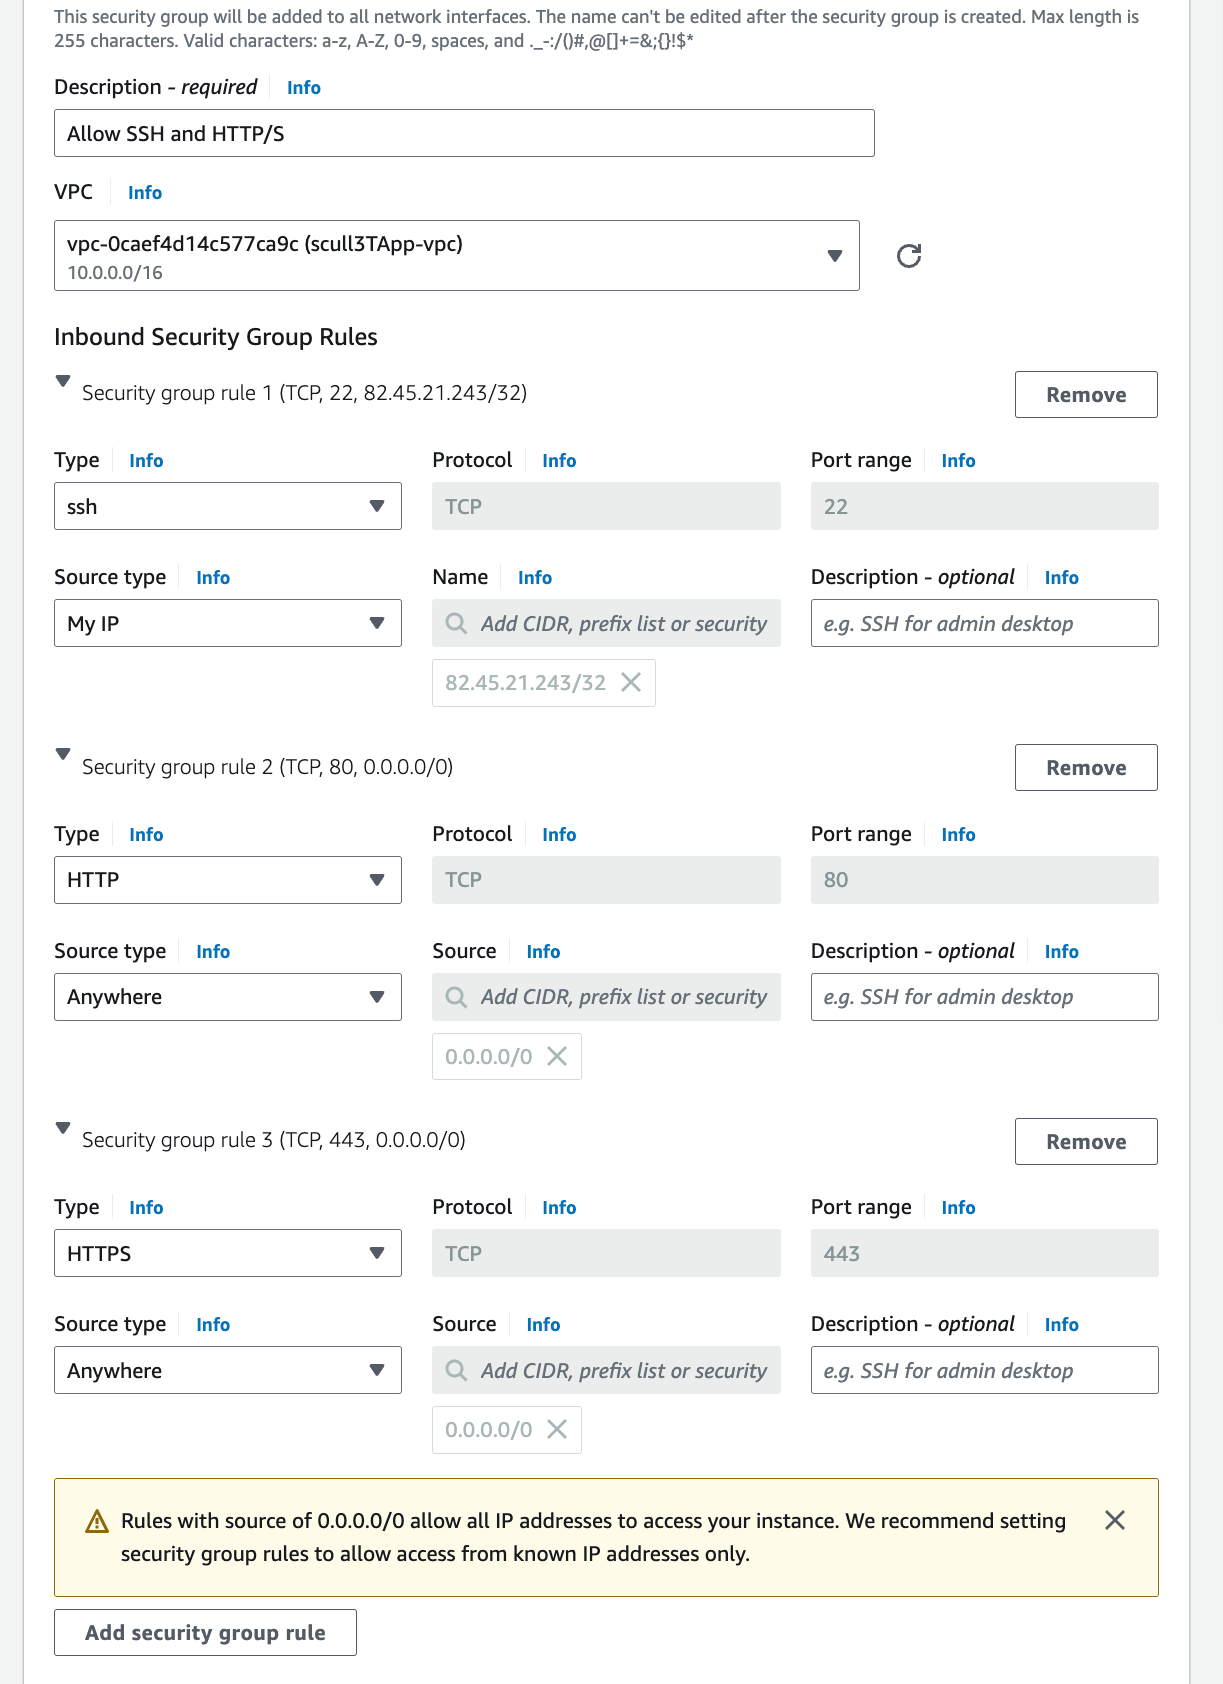 This security group will be added to all network interfaces. The name can't be edited after the security group is created. Max length is
255 characters. Valid characters: a-z, A-Z, 0-9, spaces, and ._-:/()#,@[]+=&;{}!$*
Description - required Info
Allow SSH and HTTP/S
VPC Info
vpc-0caef4d14c577ca9c (scull3TApp-vpc)
10.0.0.0/16
Inbound Security Group Rules
Security group rule 1 (TCP, 22, 82.45.21.243/32) Remove
Type Info Protocol Info Port range Info
ssh TCP 22
Source type Info Name Info Description - optional Info
My IP Add CIDR, prefix list or security e.g. SSH for admin desktop
82.45.21.243/32
Security group rule 2 (TCP, 80, 0.0.0.0/0) Remove
Type Info Protocol Info Port range Info
HTTP TCP 80
Source type Info Source Info Description - optional Info
Anywhere Add CIDR, prefix list or security e.g. SSH for admin desktop
0.0.0.0/0
Security group rule 3 (TCP, 443, 0.0.0.0/0) Remove
Type Info Protocol Info Port range Info
HTTPS TCP 443
Source type Info Source Info Description - optional Info
Anywhere Add CIDR, prefix list or security e.g. SSH for admin desktop
0.0.0.0/0
Rules with source of 0.0.0.0/0 allow all IP addresses to access your instance. We recommend setting
security group rules to allow access from known IP addresses only.
Add security group rule